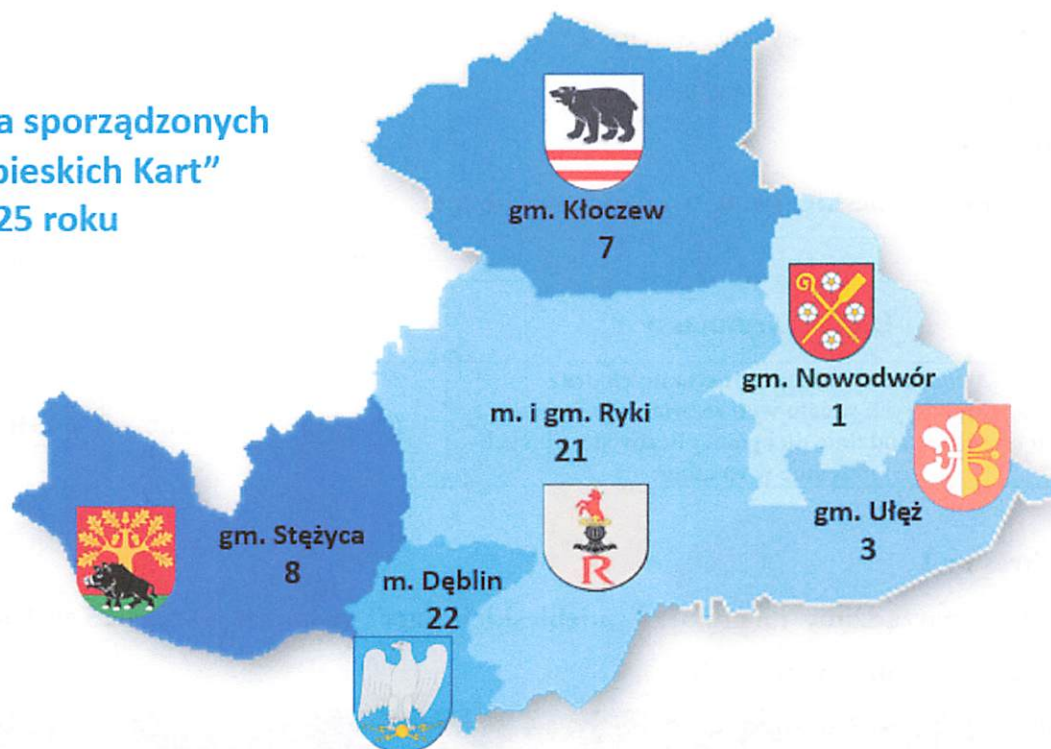 a sporządzonych
pieskich Kart”
25 roku
gm. Kłoczew
7
gm. Nowodwór
1
m. i gm. Ryki
21
gm. Ułęż
3
gm. Stężyca
8
m. Dęblin
22
R